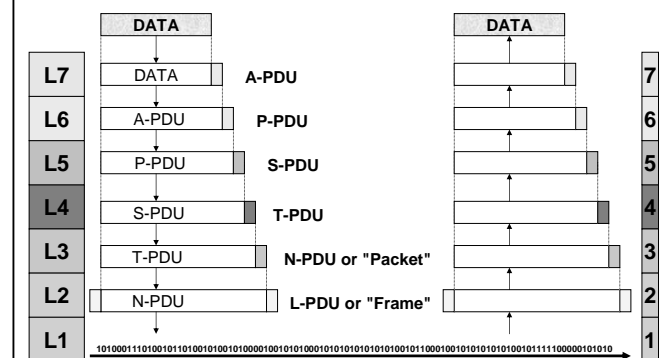 DATA DATA
L7 DATA A-PDU 7
L6 A-PDU P-PDU 6
L5 P-PDU S-PDU 5
L4 S-PDU T-PDU 4
L3 T-PDU N-PDU or "Packet" 3
L2 N-PDU L-PDU or "Frame" 2
L1 1